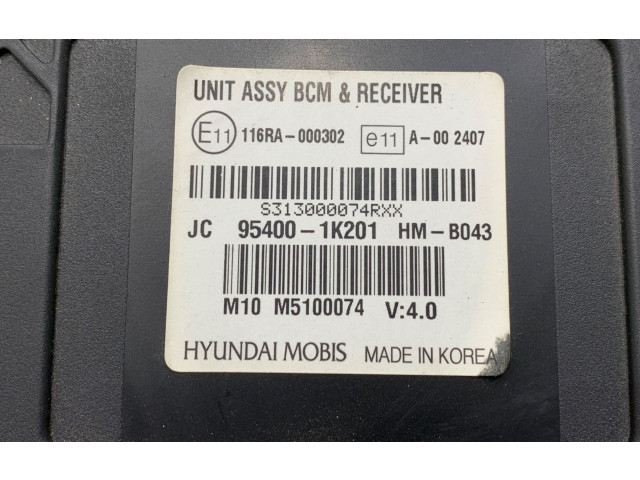 UNIT ASSY BCM & RECEIVER
E11 116RA-000302 e11 A-00 2407
S313000074RXX
JC 95400-1K201 HM-B043
M10 M5100074 V:4.0
HYUNDAI MOBIS MADE IN KOREA